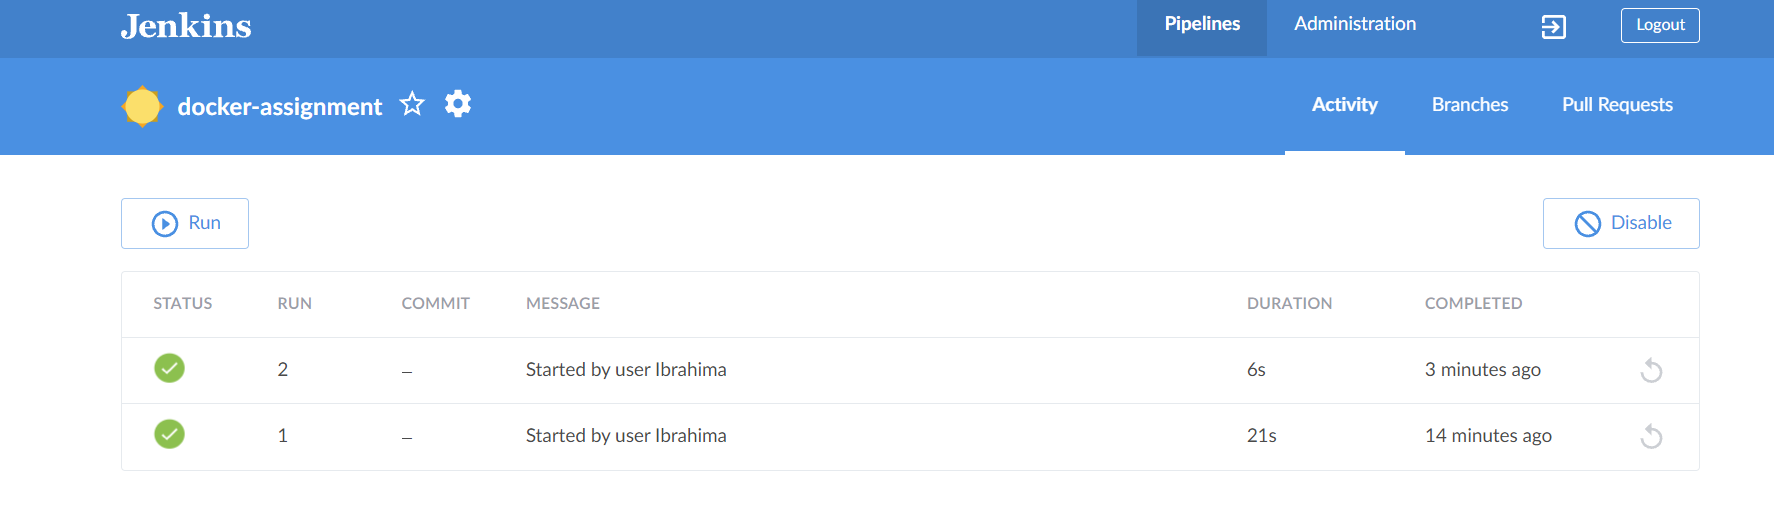 Jenkins
Pipelines Administration Logout
docker-assignment Activity Branches Pull Requests
Run Disable
STATUS RUN COMMIT MESSAGE DURATION COMPLETED
2 – Started by user Ibrahima 6s 3 minutes ago
1 – Started by user Ibrahima 21s 14 minutes ago